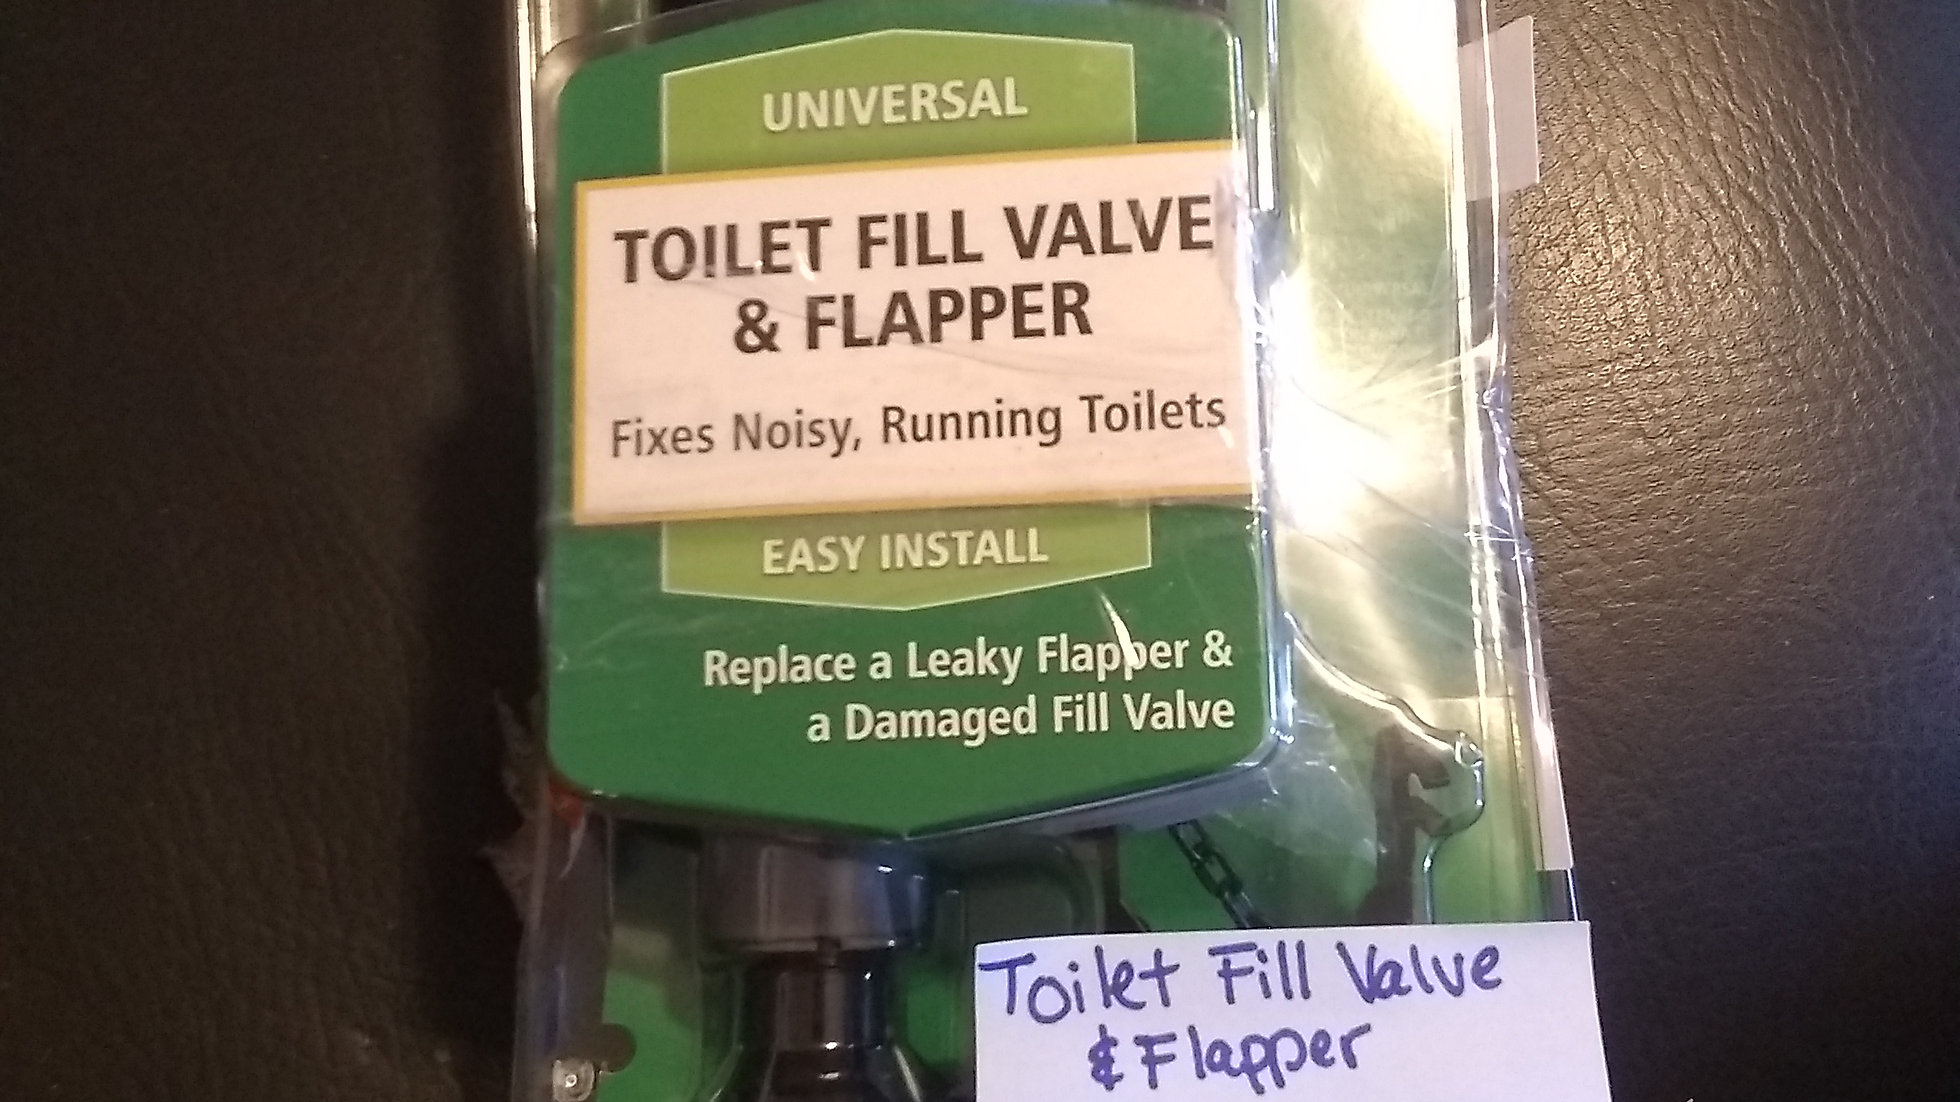 UNIVERSAL
TOILET FILL VALVE
& FLAPPER
Fixes Noisy, Running Toilets
EASY INSTALL
Replace a Leaky Flapper &
a Damaged Fill Valve
Toilet Fill Valve
& Flapper